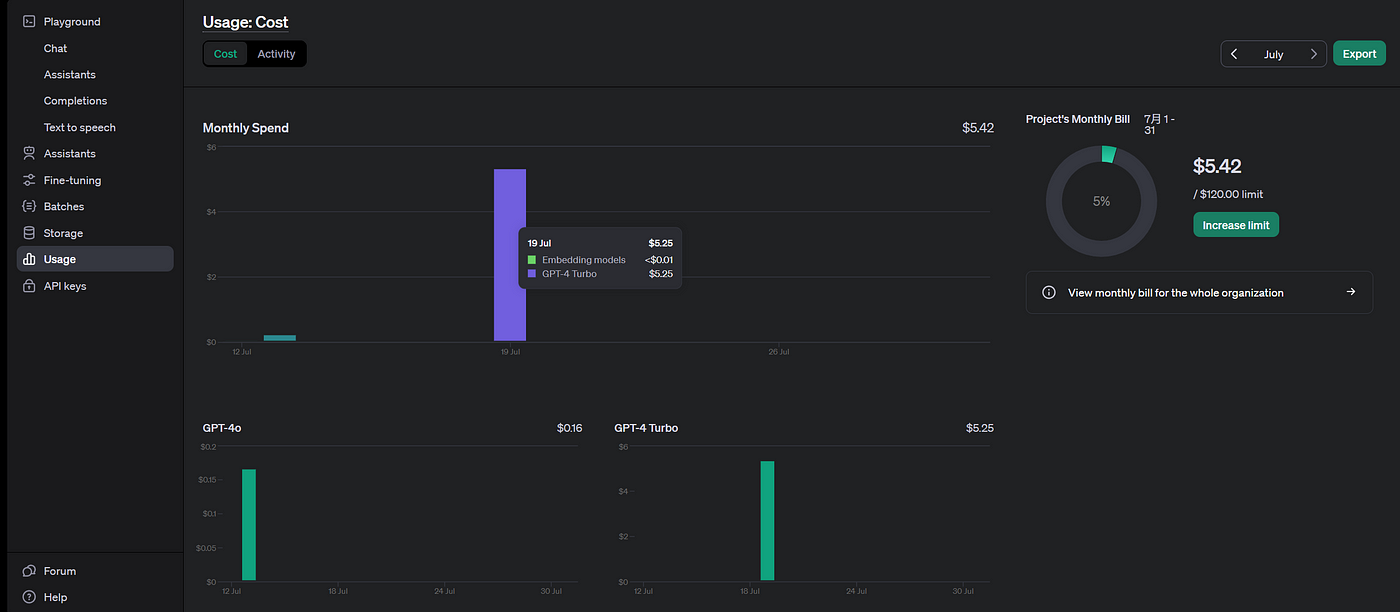 Playground
Chat
Assistants
Completions
Text to speech
Assistants
Fine-tuning
Batches
Storage
Usage
API keys
Forum
Help
Usage: Cost
Cost Activity
July
Export
Monthly Spend $5.42
$6
$4
$2
$0
12 Jul 19 Jul 26 Jul
19 Jul $5.25
Embedding models <$0.01
GPT-4 Turbo $5.25
Project's Monthly Bill 7月 1 -
31
5%
$5.42
/ $120.00 limit
Increase limit
View monthly bill for the whole organization
GPT-4o $0.16
$0.2
$0.15
$0.1
$0.05
$0
12 Jul 18 Jul 24 Jul 30 Jul
GPT-4 Turbo $5.25
$6
$4
$2
$0
12 Jul 18 Jul 24 Jul 30 Jul